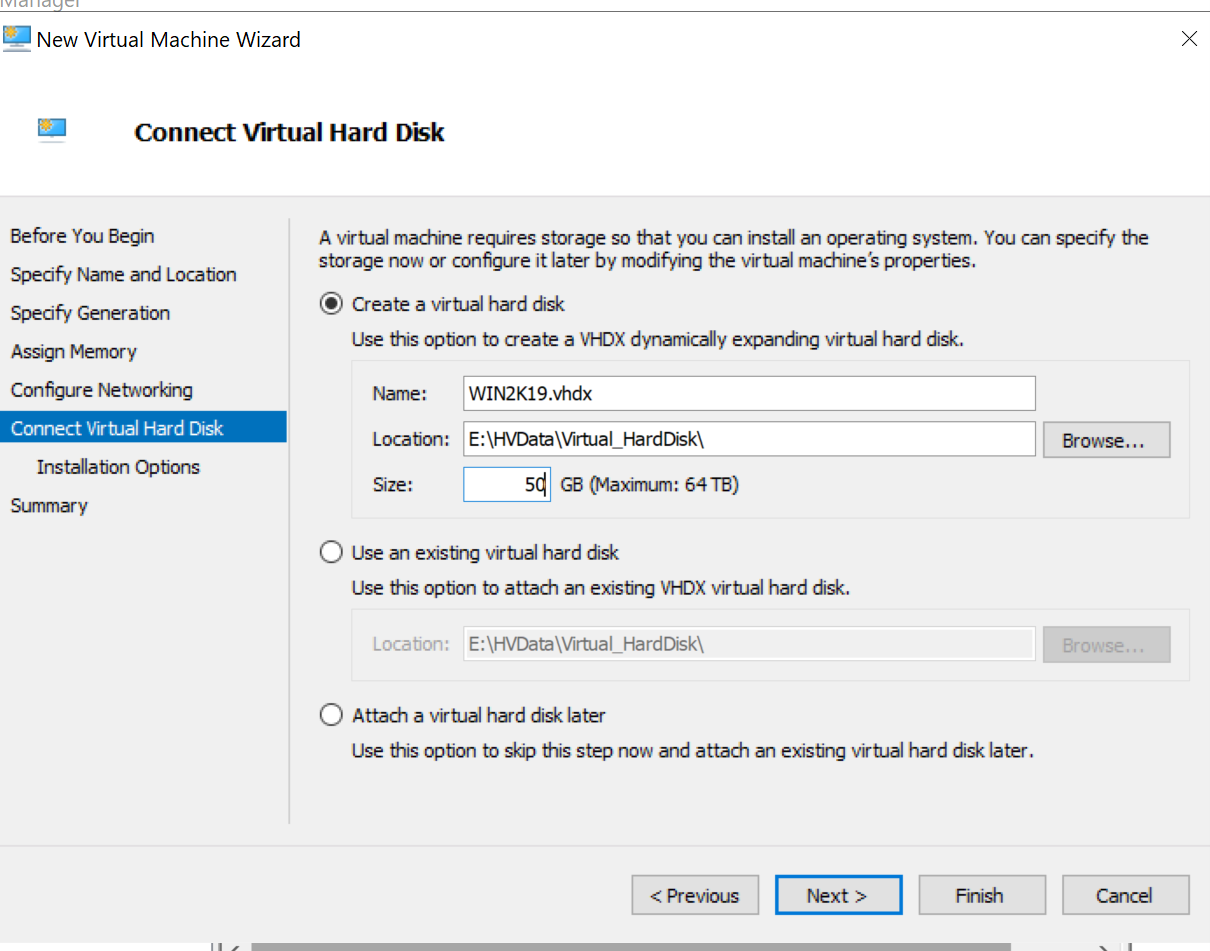 Manager
New Virtual Machine Wizard
Connect Virtual Hard Disk
Before You Begin
Specify Name and Location
Specify Generation
Assign Memory
Configure Networking
Connect Virtual Hard Disk
Installation Options
Summary
A virtual machine requires storage so that you can install an operating system. You can specify the
storage now or configure it later by modifying the virtual machine's properties.
Create a virtual hard disk
Use this option to create a VHDX dynamically expanding virtual hard disk.
Name: WIN2K19.vhdx
Location: E:\HVData\Virtual_HardDisk\ Browse...
Size: 50 GB (Maximum: 64 TB)
Use an existing virtual hard disk
Use this option to attach an existing VHDX virtual hard disk.
Location: E:\HVData\Virtual_HardDisk\ Browse...
Attach a virtual hard disk later
Use this option to skip this step now and attach an existing virtual hard disk later.
< Previous Next > Finish Cancel